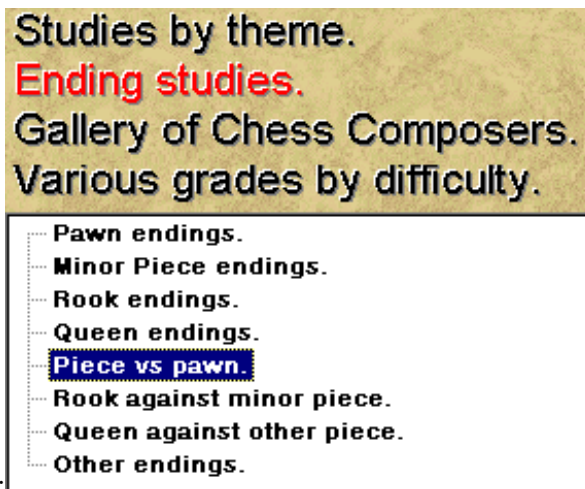 Studies by theme.
Ending studies.
Gallery of Chess Composers.
Various grades by difficulty.
Pawn endings.
Minor Piece endings.
Rook endings.
Queen endings.
Piece vs pawn.
Rook against minor piece.
Queen against other piece.
Other endings.